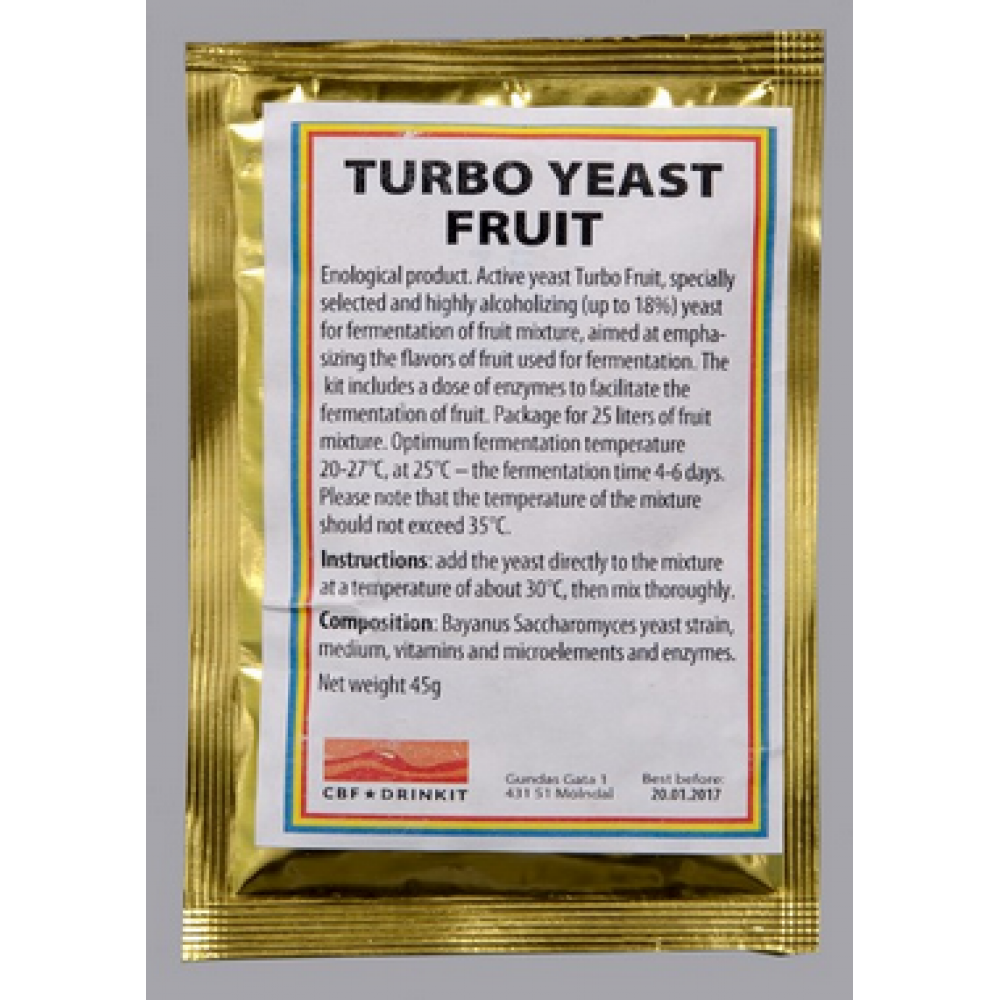 TURBO YEAST
FRUIT
Enological product. Active yeast Turbo Fruit, specially
selected and highly alcoholizing (up to 18%) yeast
for fermentation of fruit mixture, aimed at empha-
sizing the flavors of fruit used for fermentation. The
kit includes a dose of enzymes to facilitate the
fermentation of fruit. Package for 25 liters of fruit
mixture. Optimum fermentation temperature
20-27°C, at 25°C – the fermentation time 4-6 days.
Please note that the temperature of the mixture
should not exceed 35°C.
Instructions: add the yeast directly to the mixture
at a temperature of about 30°C, then mix thoroughly.
Composition: Bayanus Saccharomyces yeast strain,
medium, vitamins and microelements and enzymes.
Net weight 45g
CBF★DRINKIT
Gundas Gata 1
431 51 Molndal
Best before:
20.01.2017